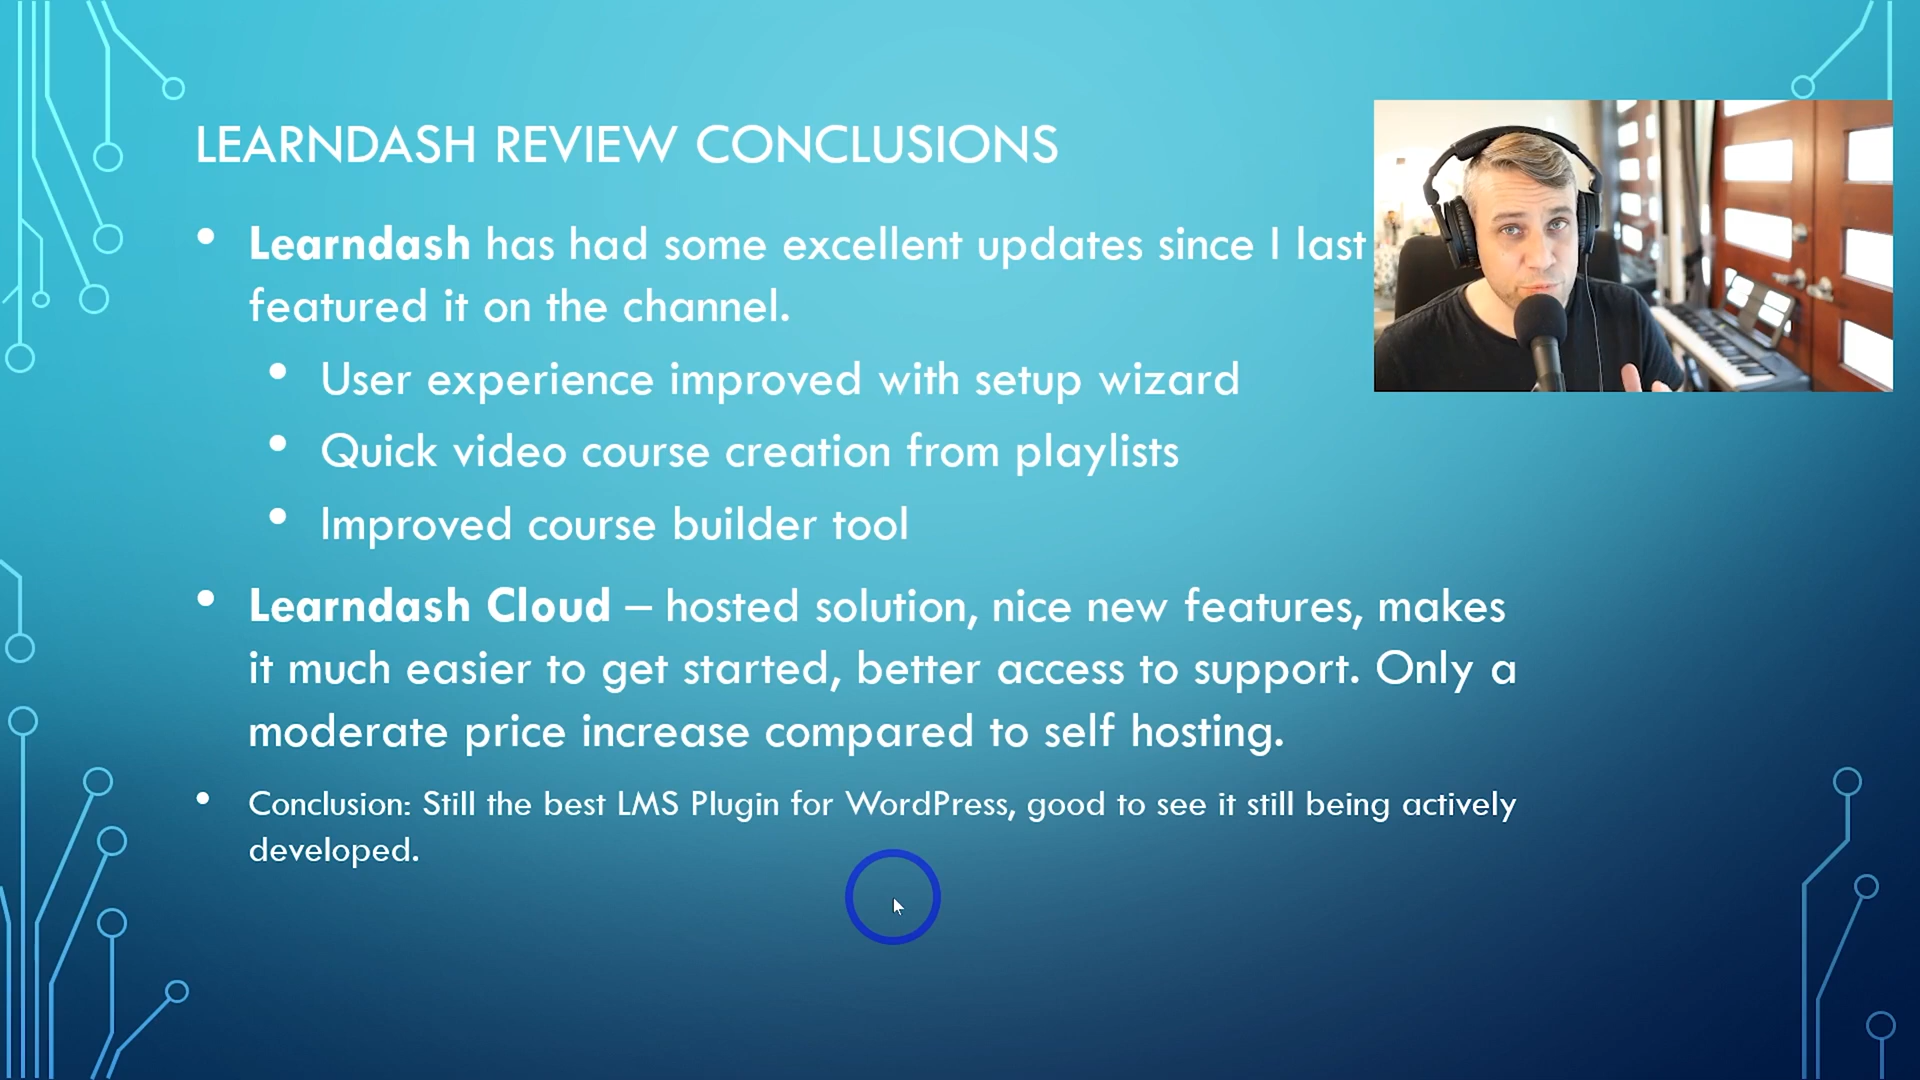 LEARNDASH REVIEW CONCLUSIONS
• Learndash has had some excellent updates since I last
featured it on the channel.
• User experience improved with setup wizard
• Quick video course creation from playlists
• Improved course builder tool
• Learndash Cloud – hosted solution, nice new features, makes
it much easier to get started, better access to support. Only a
moderate price increase compared to self hosting.
• Conclusion: Still the best LMS Plugin for WordPress, good to see it still being actively
developed.